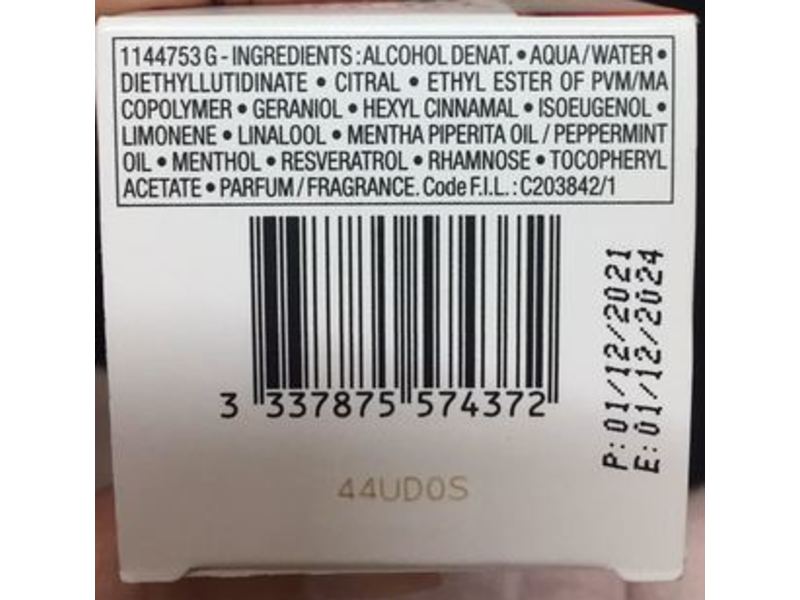 1144753 G - INGREDIENTS : ALCOHOL DENAT. • AQUA / WATER •
DIETHYLLUTIDINATE • CITRAL • ETHYL ESTER OF PVM/MA
COPOLYMER • GERANIOL • HEXYL CINNAMAL • ISOEUGENOL •
LIMONENE • LINALOOL • MENTHA PIPERITA OIL / PEPPERMINT
OIL • MENTHOL • RESVERATROL • RHAMNOSE • TOCOPHERYL
ACETATE • PARFUM / FRAGRANCE. Code F.I.L. : C203842/1
3 337875 574372
P: 01/12/2021
E: 01/12/2024
44UD0S